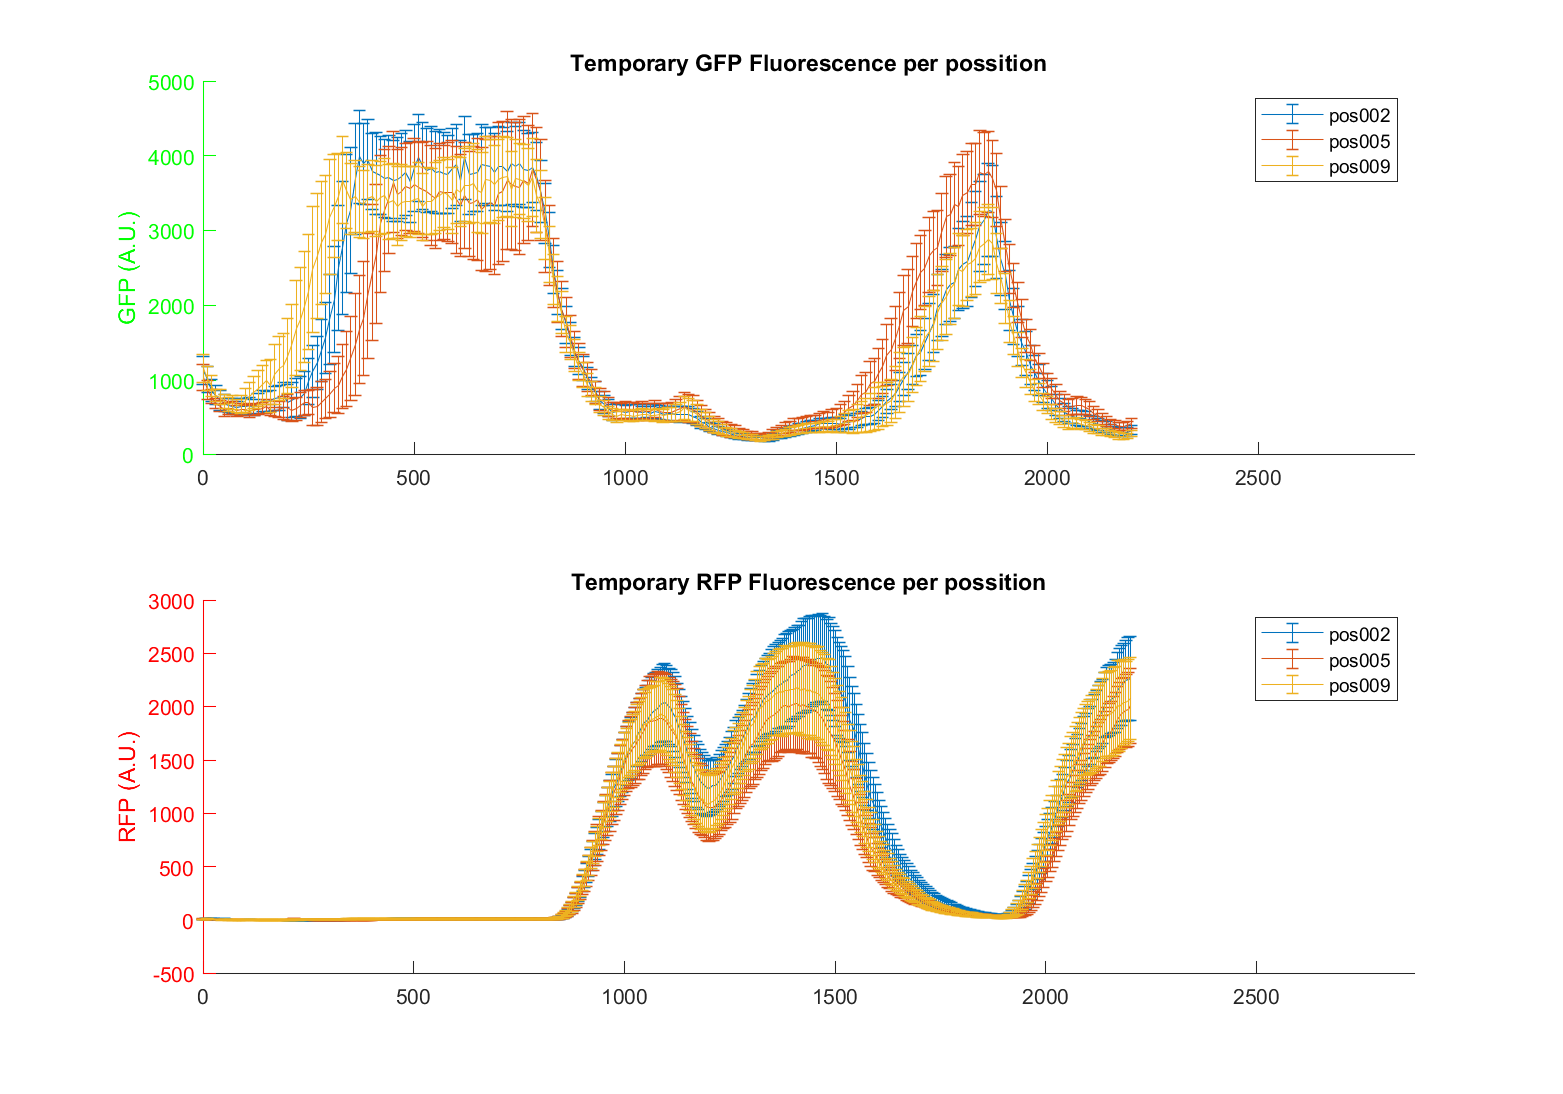 Temporary GFP Fluorescence per possition
GFP (A.U.)
5000
4000
3000
2000
1000
0
0 500 1000 1500 2000 2500
pos002
pos005
pos009
Temporary RFP Fluorescence per possition
RFP (A.U.)
3000
2500
2000
1500
1000
500
0
-500
0 500 1000 1500 2000 2500
pos002
pos005
pos009